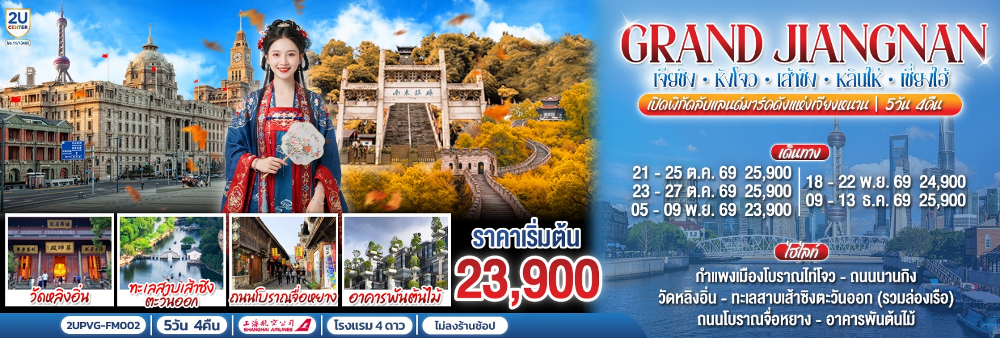 2U
CENTER
No.11/13488
南東鎮雄
GRAND JIANGNAN
เจียซิง • หังโจว • เส้าซิง • หลินไห่ • เซี่ยงไฮ้
เปิดพิกัดลับแลนด์มาร์คดังแห่งเจียงหนาน | 5วัน 4คืน
เดินทาง
21 - 25 ต.ค. 69 25,900
23 - 27 ต.ค. 69 25,900
05 - 09 พ.ย. 69 23,900
18 - 22 พ.ย. 69 24,900
09 - 13 ธ.ค. 69 25,900
ไฮไลท์
กำแพงเมืองโบราณไท่โจว - ถนนนานกิง
วัดหลิงอิ่น - ทะเลสาบเส้าซิงตะวันออก (รวมล่องเรือ)
ถนนโบราณจื่อหยาง - อาคารพันต้นไม้
วัดหลิงอิ่น
ทะเลสาบเส้าซิง
ตะวันออก
ถนนโบราณจื่อหยาง
อาคารพันต้นไม้
ราคาเริ่มต้น
23,900
2UPVG-FM002
5วัน 4คืน
上海航空公司
SHANGHAI AIRLINES
โรงแรม 4 ดาว
ไม่ลงร้านช้อป